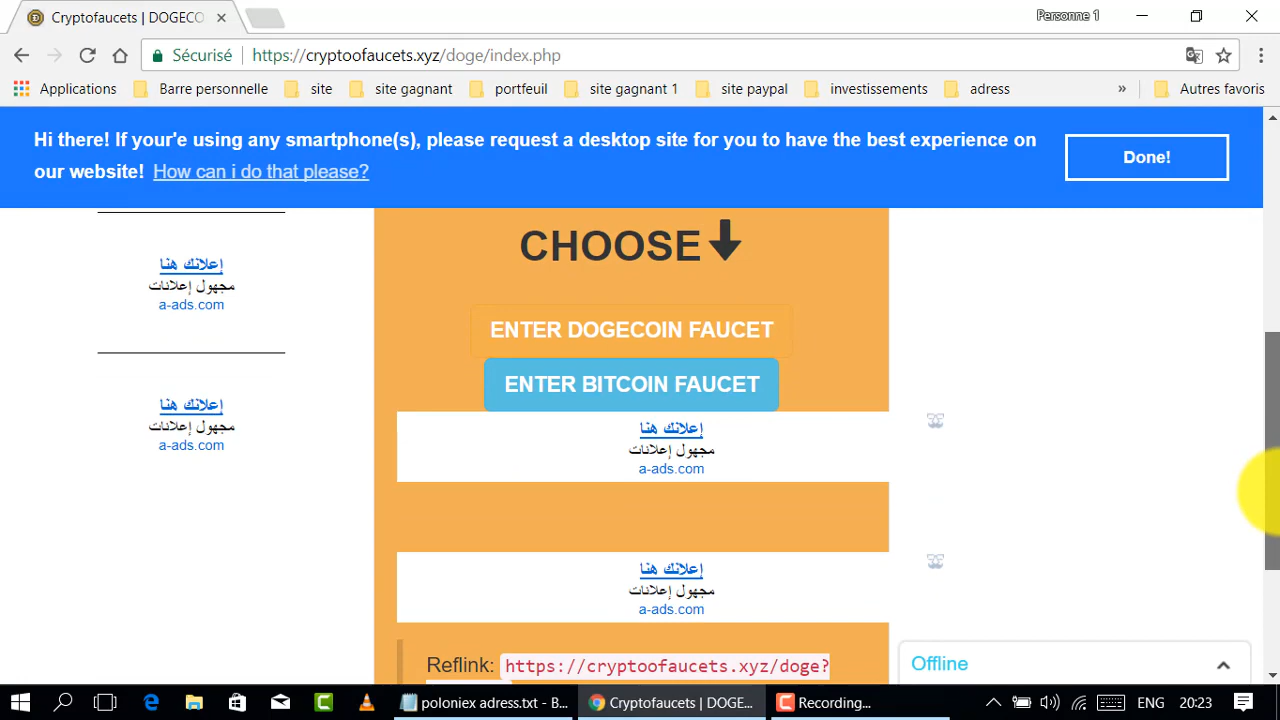 Cryptofaucets | DOGECO
Personne 1
Sécurisé
https://cryptoofaucets.xyz/doge/index.php
Applications
Barre personnelle
site
site gagnant
portfeuil
site gagnant 1
site paypal
investissements
adress
»
Autres favoris
Hi there! If your'e using any smartphone(s), please request a desktop site for you to have the best experience on
our website! How can i do that please?
Done!
CHOOSE
إعلانك هنا
مجهول إعلانات
a-ads.com
ENTER DOGECOIN FAUCET
ENTER BITCOIN FAUCET
إعلانك هنا
مجهول إعلانات
a-ads.com
إعلانك هنا
مجهول إعلانات
a-ads.com
إعلانك هنا
مجهول إعلانات
a-ads.com
Reflink: https://cryptoofaucets.xyz/doge?
Offline
poloniex adress.txt - B...
Cryptofaucets | DOGE...
Recording...
ENG
20:23